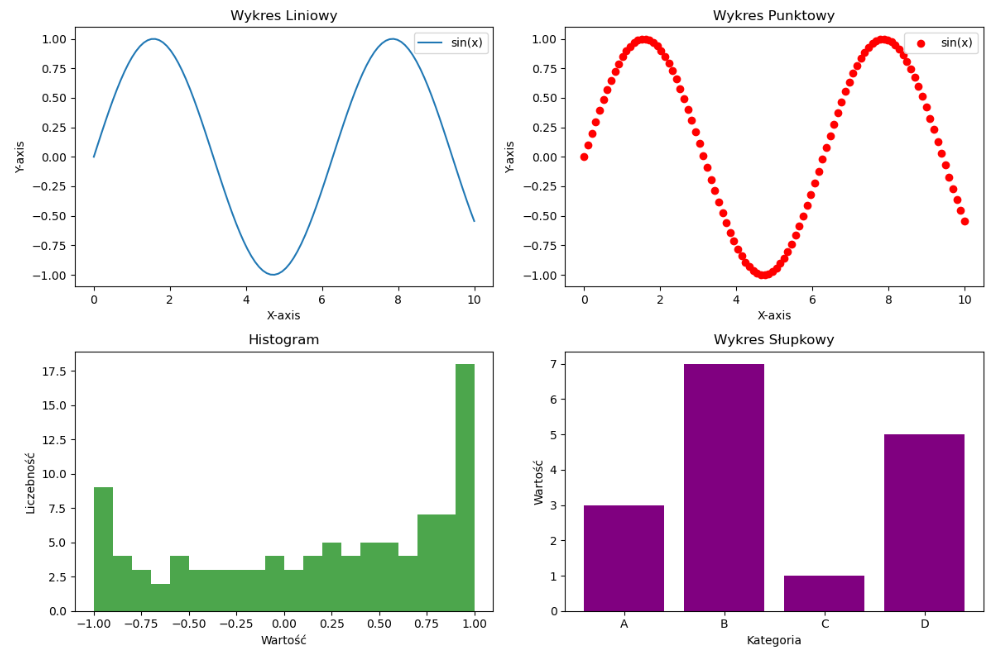 Wykres Liniowy
1.00
0.75
0.50
0.25
0.00
−0.25
−0.50
−0.75
−1.00
Y-axis
sin(x)
0 2 4 6 8 10
X-axis
Wykres Punktowy
1.00
0.75
0.50
0.25
0.00
−0.25
−0.50
−0.75
−1.00
Y-axis
sin(x)
0 2 4 6 8 10
X-axis
Histogram
17.5
15.0
12.5
10.0
7.5
5.0
2.5
0.0
Liczebność
−1.00 −0.75 −0.50 −0.25 0.00 0.25 0.50 0.75 1.00
Wartość
Wykres Słupkowy
7
6
5
4
3
2
1
0
Wartość
A B C D
Kategoria